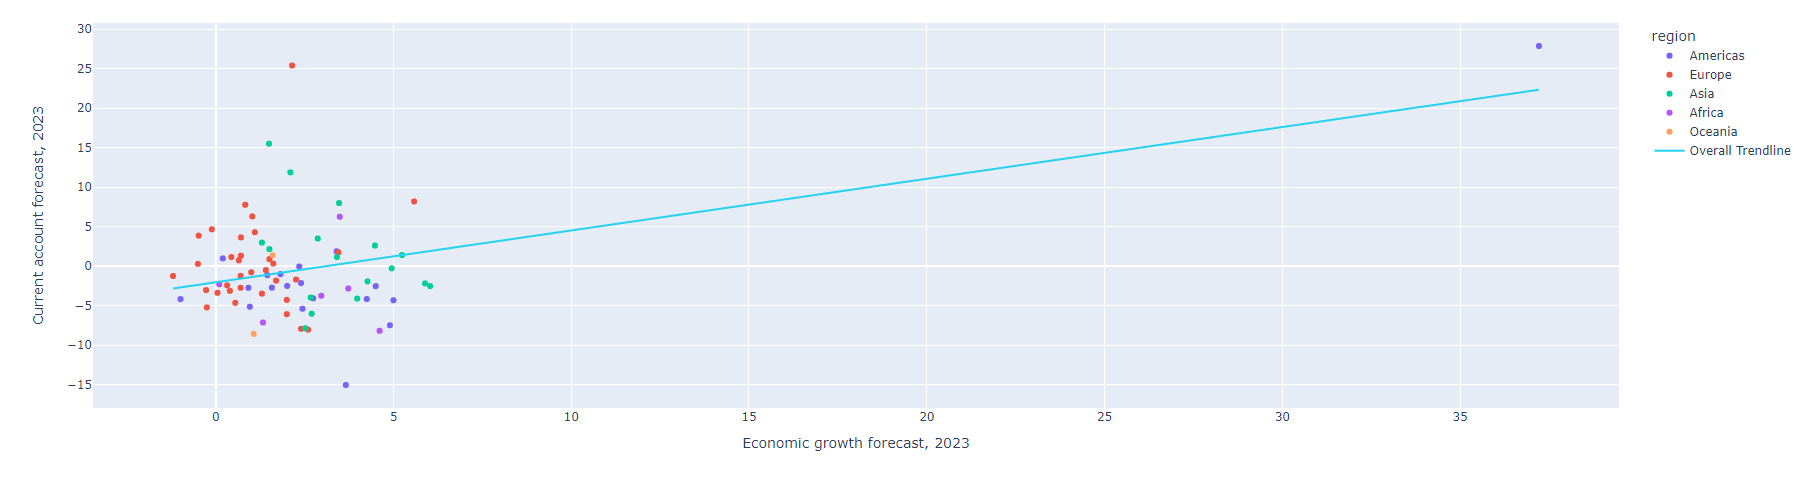 30
25
20
15
10
5
0
−5
−10
−15
Current account forecast, 2023
0 5 10 15 20 25 30 35
Economic growth forecast, 2023
region
Americas
Europe
Asia
Africa
Oceania
Overall Trendline